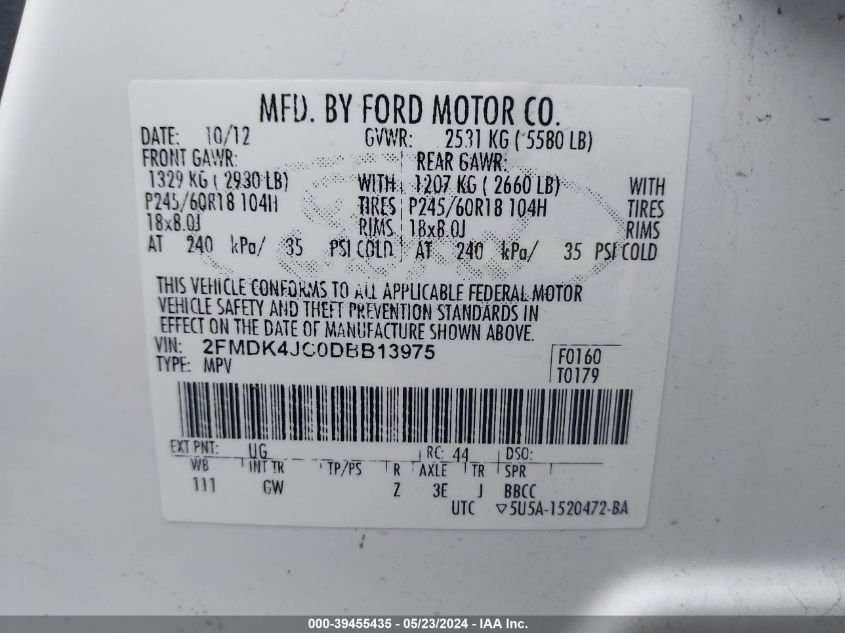 MFD. BY FORD MOTOR CO.
DATE: 10/12 GVWR: 2531 KG ( 5580 LB)
FRONT GAWR: REAR GAWR:
1329 KG ( 2930 LB) WITH 1207 KG ( 2660 LB) WITH
P245/60R18 104H TIRES P245/60R18 104H TIRES
18x8.0J RIMS 18x8.0J RIMS
AT 240 kPa/ 35 PSI COLD AT 240 kPa/ 35 PSI COLD
THIS VEHICLE CONFORMS TO ALL APPLICABLE FEDERAL MOTOR
VEHICLE SAFETY AND THEFT PREVENTION STANDARDS IN
EFFECT ON THE DATE OF MANUFACTURE SHOWN ABOVE.
VIN: 2FMDK4JC0DBB13975 F0160
TYPE: MPV T0179
EXT PNT: UG RC: 44 DSO:
WB INT TR TP/PS R AXLE TR SPR
111 GW Z 3E J BBCC
UTC ▽5U5A-1520472-BA
000-39455435 - 05/23/2024 - IAA Inc.